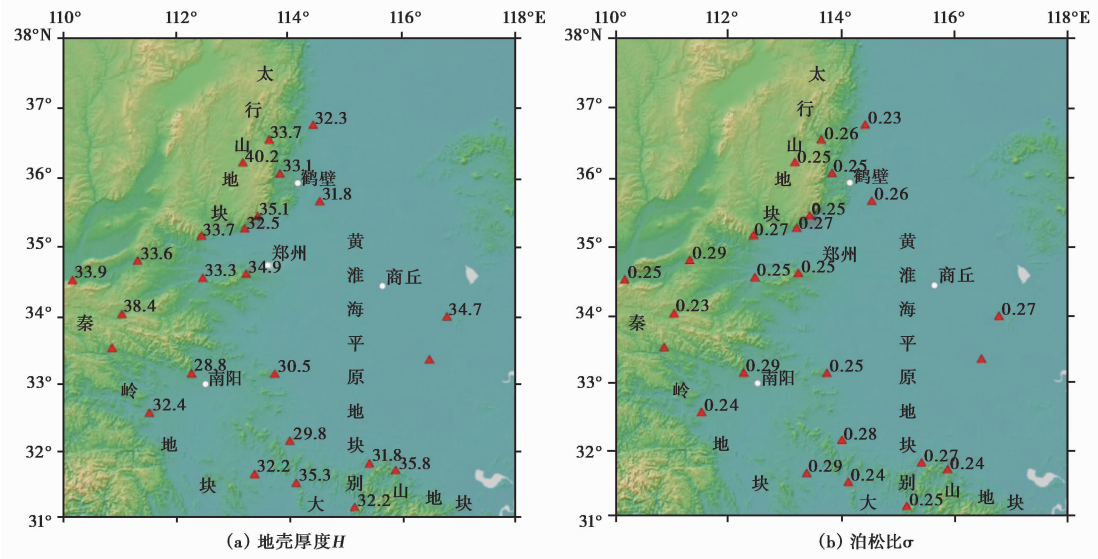 110° 112° 114° 116° 118°E
38°N
37°
36°
35°
34°
33°
32°
31°
太
行
山
地
块
32.3
33.7
40.2
33.1
鹤壁
31.8
35.1
32.5
33.7
33.6
33.9
郑州
33.3
34.9
黄
淮
海
平
原
地
块
商丘
34.7
38.4
秦
岭
地
块
28.8
南阳
30.5
32.4
29.8
32.2
35.3
31.8
35.8
32.2
大
别
山
地
块
(a) 地壳厚度H
110° 112° 114° 116° 118°E
38°N
37°
36°
35°
34°
33°
32°
31°
太
行
山
地
块
0.23
0.26
0.25
0.25
鹤壁
0.26
0.25
0.27
0.27
0.29
0.25
郑州
0.25
0.25
黄
淮
海
平
原
地
块
商丘
0.27
0.23
秦
岭
地
块
0.29
南阳
0.25
0.24
0.28
0.29
0.24
0.27
0.24
0.25
大
别
山
地
块
(b) 泊松比σ